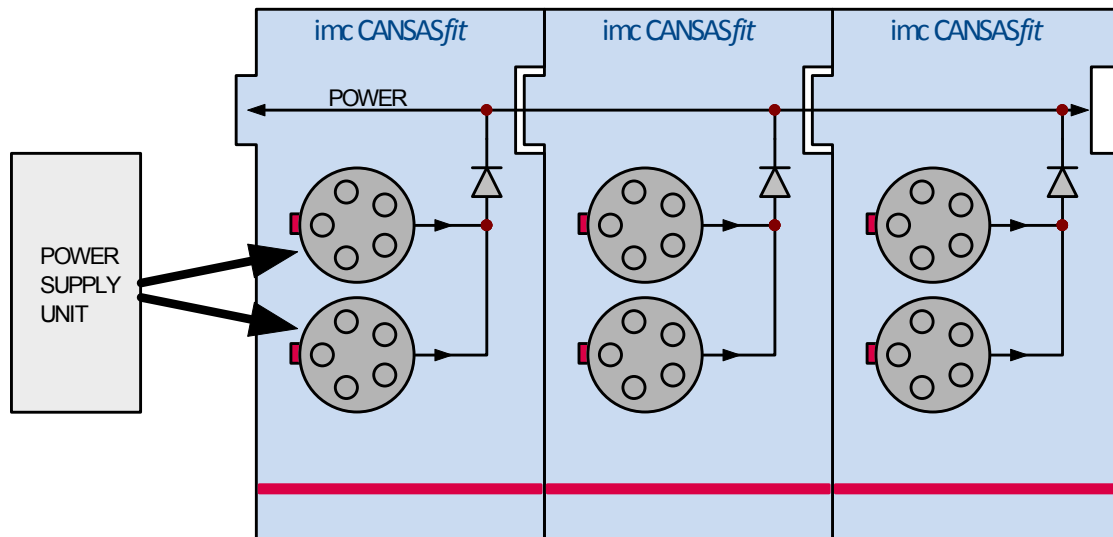 imc CANSASfit
imc CANSASfit
imc CANSASfit
POWER
POWER
SUPPLY
UNIT